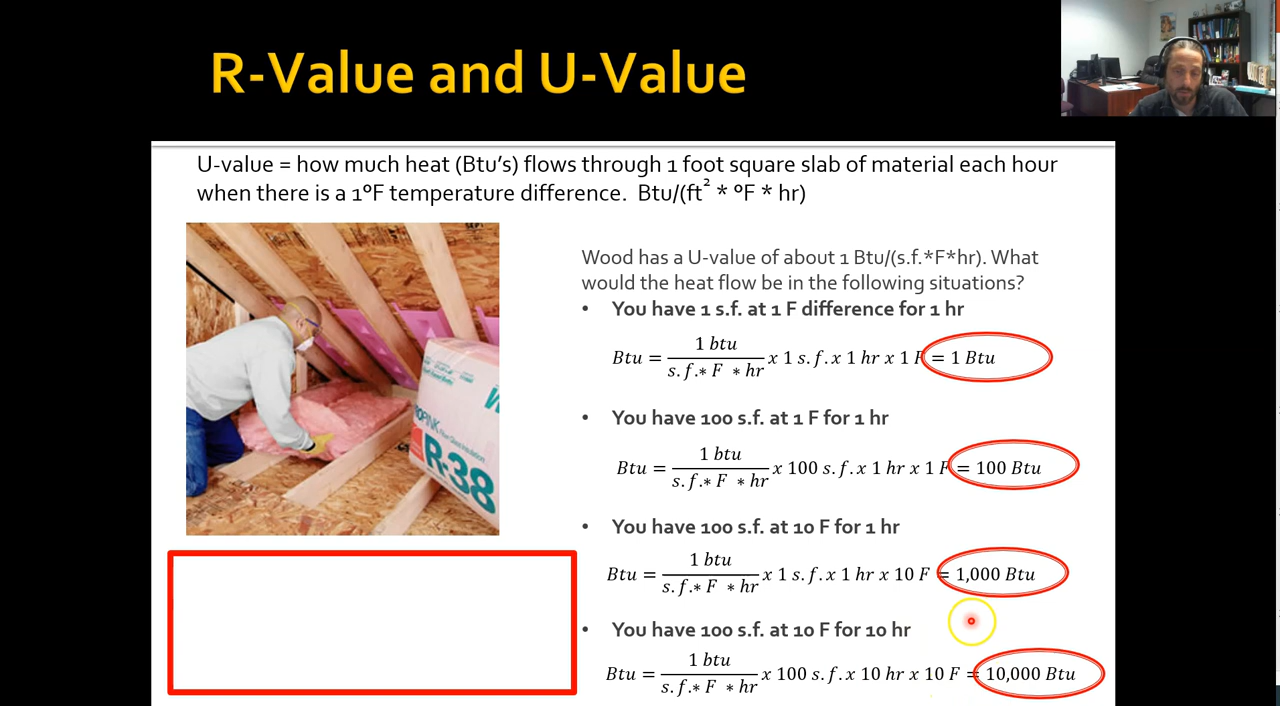 R-Value and U-Value
U-value = how much heat (Btu's) flows through 1 foot square slab of material each hour
when there is a 1°F temperature difference. Btu/(ft² * °F * hr)
Wood has a U-value of about 1 Btu/(s.f.*F*hr). What
would the heat flow be in the following situations?
• You have 1 s.f. at 1 F difference for 1 hr
Btu = 1 btu / s.f.* F * hr x 1 s.f. x 1 hr x 1 F = 1 Btu
• You have 100 s.f. at 1 F for 1 hr
Btu = 1 btu / s.f.* F * hr x 100 s.f. x 1 hr x 1 F = 100 Btu
• You have 100 s.f. at 10 F for 1 hr
Btu = 1 btu / s.f.* F * hr x 1 s.f. x 1 hr x 10 F = 1,000 Btu
• You have 100 s.f. at 10 F for 10 hr
Btu = 1 btu / s.f.* F * hr x 100 s.f. x 10 hr x 10 F = 10,000 Btu
R-38